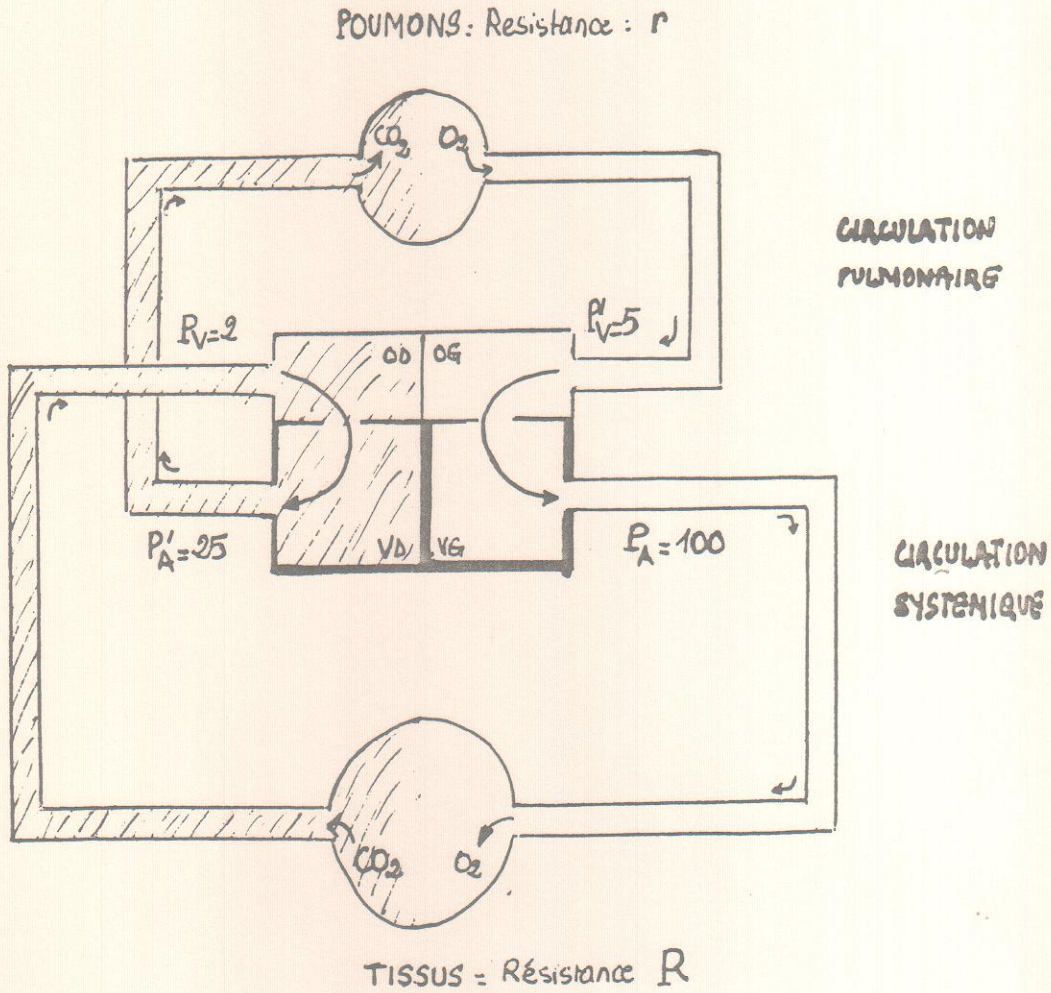 POUMONS: Resistance: r
CO2 O2
CIRCULATION
PULMONAIRE
PV=2
P'V=5
OD OG
P'A=25
VD VG
PA=100
CIRCULATION
SYSTEMIQUE
CO2 O2
TISSUS = Résistance R